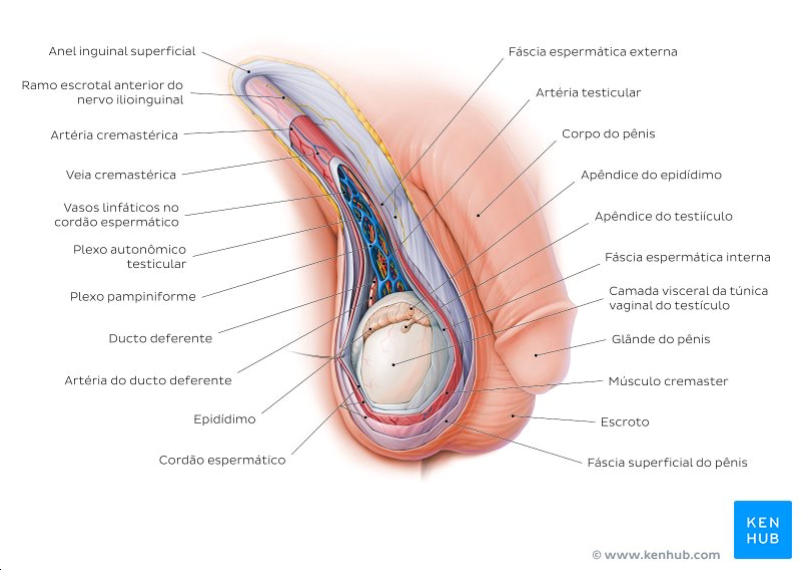 Anel inguinal superficial
Ramo escrotal anterior do
nervo ilioinguinal
Artéria cremastérica
Veia cremastérica
Vasos linfáticos no
cordão espermático
Plexo autonômico
testicular
Plexo pampiniforme
Ducto deferente
Artéria do ducto deferente
Epidídimo
Cordão espermático
Fáscia espermática externa
Artéria testicular
Corpo do pênis
Apêndice do epidídimo
Apêndice do testiículo
Fáscia espermática interna
Camada visceral da túnica
vaginal do testículo
Glânde do pênis
Músculo cremaster
Escroto
Fáscia superficial do pênis
KEN
HUB
© www.kenhub.com